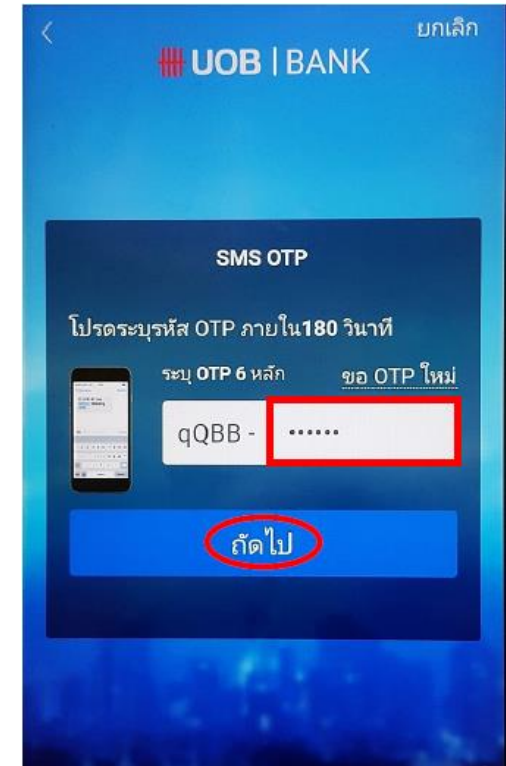 ยกเลิก
UOB | BANK
SMS OTP
โปรดระบุรหัส OTP ภายใน180 วินาที
ระบุ OTP 6 หลัก ขอ OTP ใหม่
qQBB - ••••••
ถัดไป